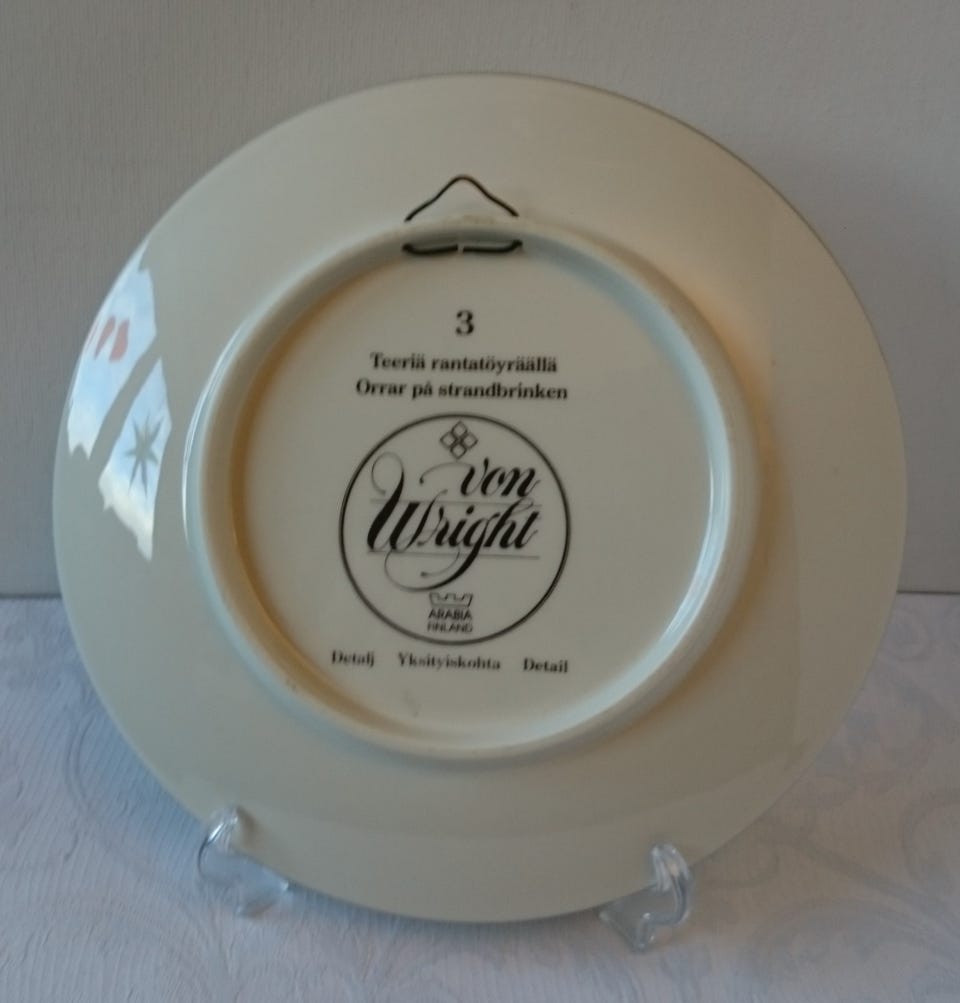 3
Teeriä rantatöyräällä
Orrar på strandbrinken
von
Wright
ARABIA
FINLAND
Detalj Yksityiskohta Detail